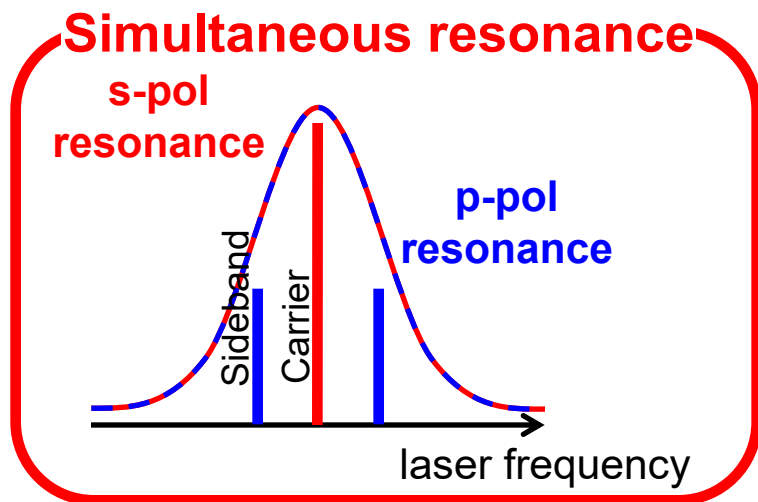 Simultaneous resonance
s-pol
resonance
p-pol
resonance
Sideband
Carrier
laser frequency